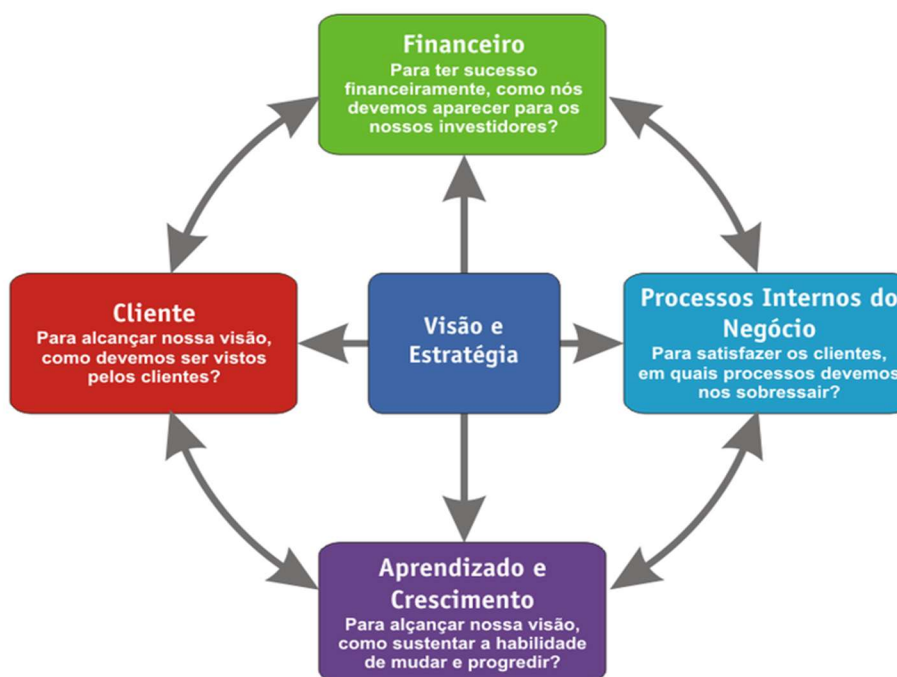 Financeiro
Para ter sucesso
financeiramente, como nós
devemos aparecer para os
nossos investidores?
Cliente
Para alcançar nossa visão,
como devemos ser vistos
pelos clientes?
Visão e
Estratégia
Processos Internos do
Negócio
Para satisfazer os clientes,
em quais processos devemos
nos sobressair?
Aprendizado e
Crescimento
Para alçançar nossa visão,
como sustentar a habilidade
de mudar e progredir?